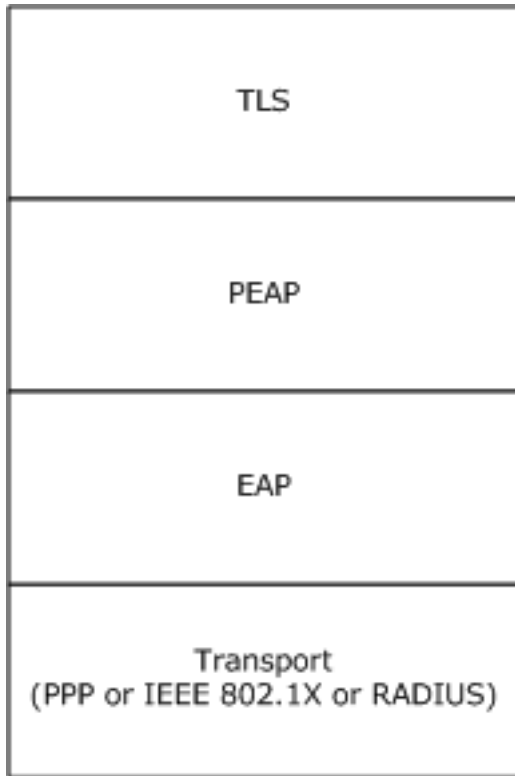 TLS
PEAP
EAP
Transport
(PPP or IEEE 802.1X or RADIUS)